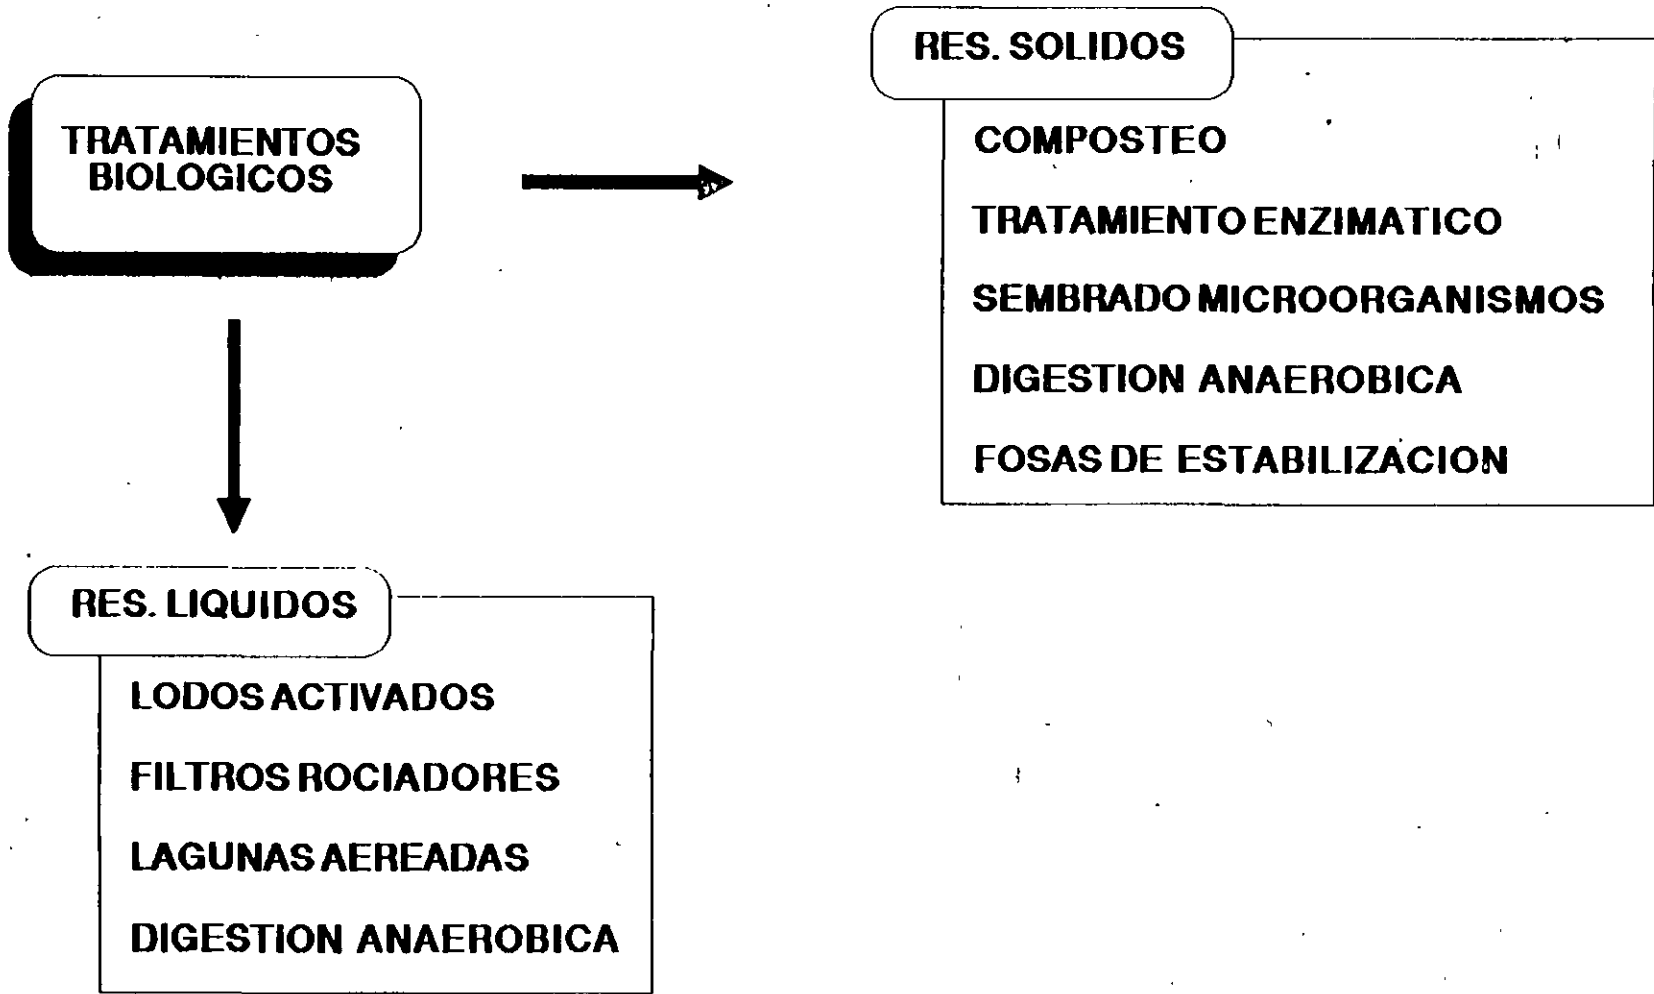 TRATAMIENTOS
BIOLOGICOS
RES. SOLIDOS
COMPOSTEO
TRATAMIENTO ENZIMATICO
SEMBRADO MICROORGANISMOS
DIGESTION ANAEROBICA
FOSAS DE ESTABILIZACION
RES. LIQUIDOS
LODOS ACTIVADOS
FILTROS ROCIADORES
LAGUNAS AEREADAS
DIGESTION ANAEROBICA